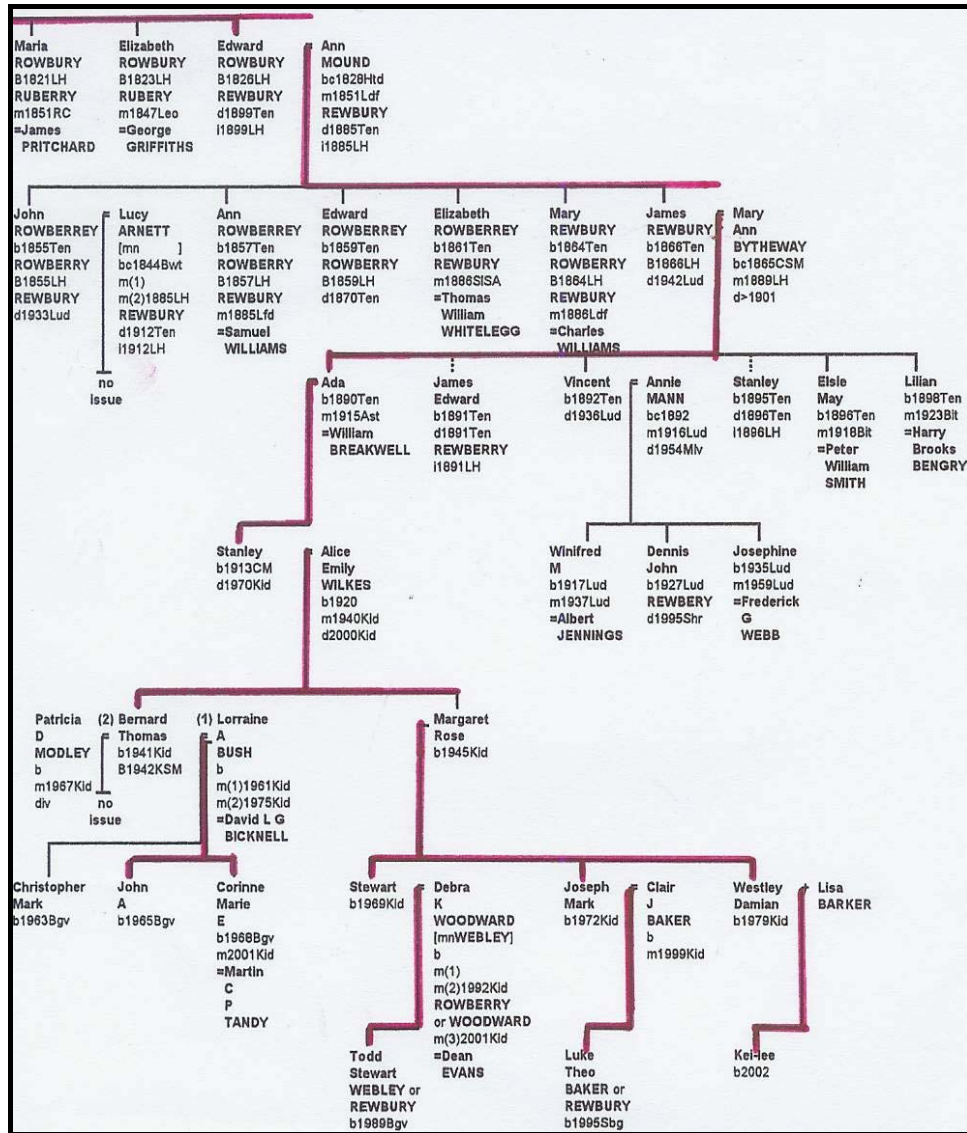 Maria
ROWBURY
B1821LH
RUBERRY
m1851RC
=James
PRITCHARD
Elizabeth
ROWBURY
B1823LH
RUBERY
m1847Leo
=George
GRIFFITHS
Edward
ROWBURY
B1826LH
REWBURY
d1899Ten
i1899LH
= Ann
MOUND
bc1828Htd
m1851Ldf
REWBURY
d1885Ten
i1885LH
John
ROWBERREY
b1855Ten
ROWBERRY
B1855LH
REWBURY
d1933Lud
= Lucy
ARNETT
[mn ]
bc1844Bwt
m(1)
m(2)1885LH
REWBURY
d1912Ten
i1912LH
no
issue
Ann
ROWBERREY
b1857Ten
ROWBERRY
B1857LH
REWBURY
m1885Lfd
=Samuel
WILLIAMS
Edward
ROWBERREY
b1859Ten
ROWBERRY
B1859LH
d1870Ten
Elizabeth
ROWBERREY
b1861Ten
REWBURY
m1886SISA
=Thomas
William
WHITELEGG
Mary
REWBURY
b1864Ten
ROWBERRY
B1864LH
REWBURY
m1886Ldf
=Charles
WILLIAMS
James
REWBURY
b1866Ten
B1866LH
d1942Lud
= Mary
Ann
BYTHEWAY
bc1865CSM
m1889LH
d>1901
Ada
b1890Ten
m1915Ast
=William
BREAKWELL
James
Edward
b1891Ten
d1891Ten
REWBERRY
i1891LH
Vincent
b1892Ten
d1936Lud
= Annie
MANN
bc1892
m1916Lud
d1954Mlv
Stanley
b1895Ten
d1896Ten
i1896LH
Elsie
May
b1896Ten
m1918Bit
=Peter
William
SMITH
Lilian
b1898Ten
m1923Bit
=Harry
Brooks
BENGRY
Stanley
b1913CM
d1970Kid
= Alice
Emily
WILKES
b1920
m1940Kid
d2000Kid
Winifred
M
b1917Lud
m1937Lud
=Albert
JENNINGS
Dennis
John
b1927Lud
REWBERY
d1995Shr
Josephine
b1935Lud
m1959Lud
=Frederick
G
WEBB
Patricia
D
MODLEY
b
m1967Kid
div
(2) Bernard
= Thomas
b1941Kid
B1942KSM
no
issue
(1) Lorraine
= A
BUSH
b
m(1)1961Kid
m(2)1975Kid
=David L G
BICKNELL
Margaret
Rose
b1945Kid
Christopher
Mark
b1963Bgv
John
A
b1965Bgv
Corinne
Marie
E
b1968Bgv
m2001Kid
=Martin
C
P
TANDY
Stewart
b1969Kid
= Debra
K
WOODWARD
[mnWEBLEY]
b
m(1)
m(2)1992Kid
ROWBERRY
or WOODWARD
m(3)2001Kid
=Dean
EVANS
Joseph
Mark
b1972Kid
= Clair
J
BAKER
b
m1999Kid
Westley
Damian
b1979Kid
+ Lisa
BARKER
Todd
Stewart
WEBLEY or
REWBURY
b1989Bgv
Luke
Theo
BAKER or
REWBURY
b1995Sbg
Kei-lee
b2002